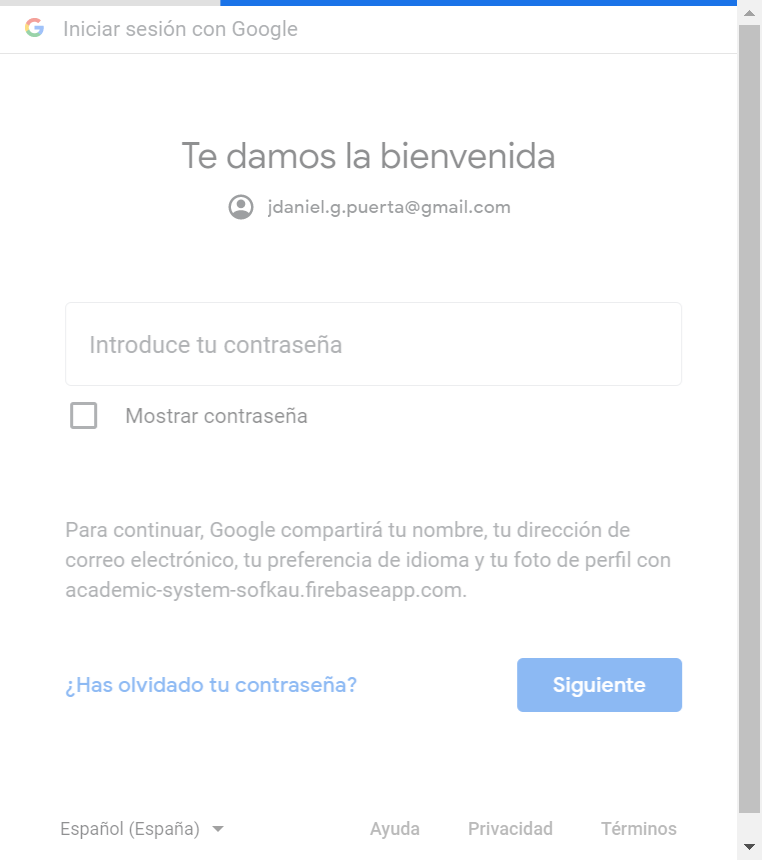 Iniciar sesión con Google
Te damos la bienvenida
jdaniel.g.puerta@gmail.com
Introduce tu contraseña
Mostrar contraseña
Para continuar, Google compartirá tu nombre, tu dirección de
correo electrónico, tu preferencia de idioma y tu foto de perfil con
academic-system-sofkau.firebaseapp.com.
¿Has olvidado tu contraseña? Siguiente
Español (España) Ayuda Privacidad Términos